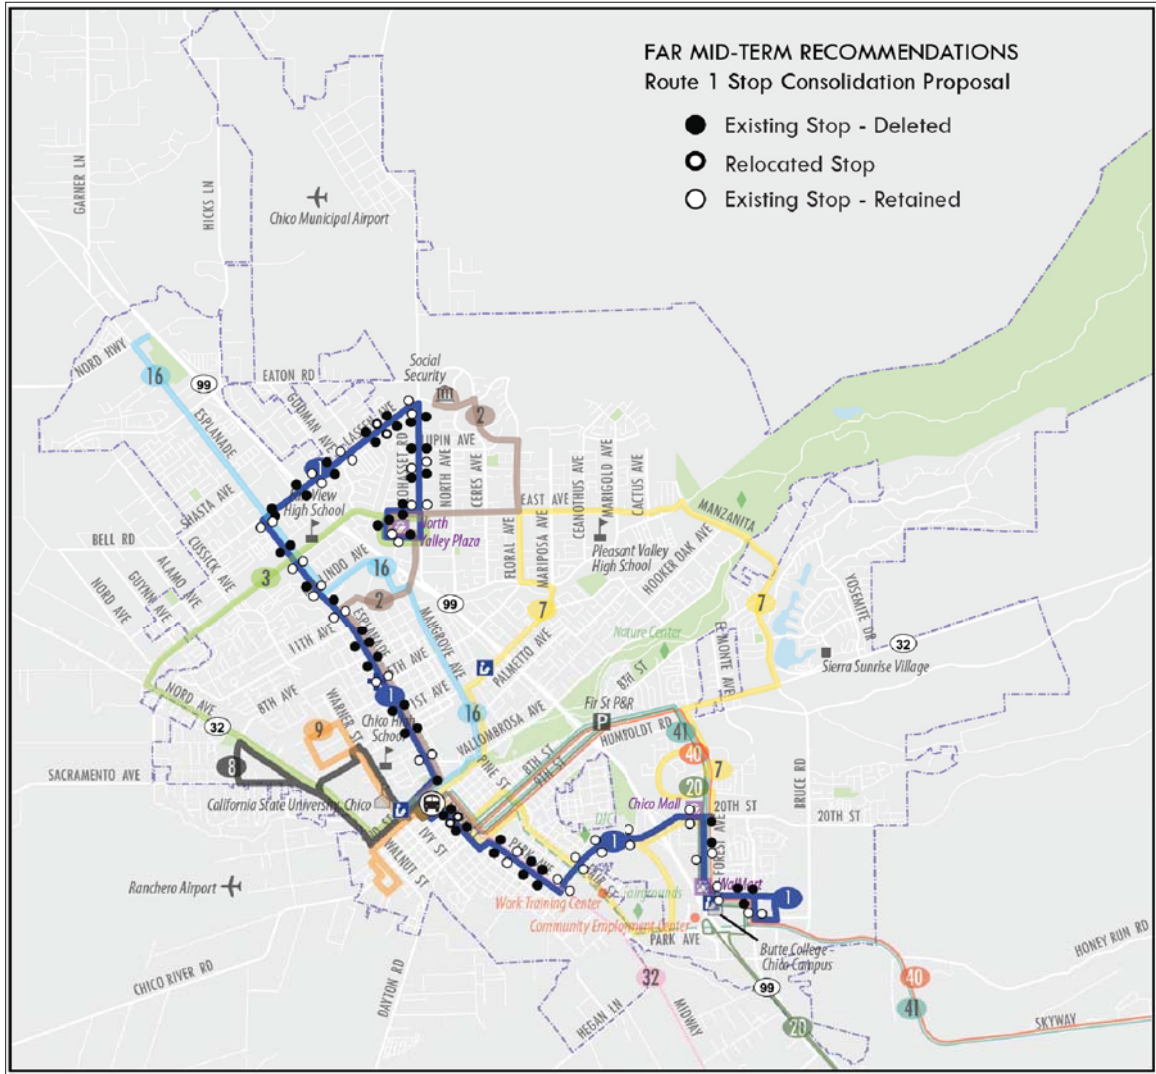 FAR MID-TERM RECOMMENDATIONS
Route 1 Stop Consolidation Proposal
Existing Stop - Deleted
Relocated Stop
Existing Stop - Retained
GARNER LN
HICKS LN
Chico Municipal Airport
NORD HWY
16
99
EATON RD
Social
Security
2
ESPLANADE
GODMAN AVE
LASSEN AVE
COHASSET RD
LUPIN AVE
NORTH AVE
CERES AVE
EAST AVE
CEANOTHUS AVE
MARIGOLD AVE
CACTUS AVE
MANZANITA
1
View
High School
SHASTA AVE
North
Valley Plaza
BELL RD
CUSSICK AVE
ALAMO AVE
GUYNN AVE
NORD AVE
3
LINDO AVE
16
2
99
FLORAL AVE
MARIPOSA AVE
Pleasant Valley
High School
HOOKER OAK AVE
7
7
YOSEMITE DR
32
11TH AVE
ESPLANADE
MANGROVE AVE
PALMETTO AVE
Nature Center
8TH ST
EL MONTE AVE
Sierra Sunrise Village
NORD AVE
8TH AVE
WARNER ST
1
1ST AVE
16
VALLOMBROSA AVE
Fir St P&R
P
HUMBOLDT RD
41
40
32
9
Chico High
School
PINE ST
8TH ST
9TH ST
SACRAMENTO AVE
8
California State University, Chico
20
7
BRUCE RD
Chico Mall
20TH ST
20TH ST
IVY ST
WALNUT ST
PARK AVE
DTC
1
FOREST AVE
Ranchero Airport
WalMart
1
Fairgrounds
Work Training Center
Community Employment Center
PARK AVE
Butte College -
Chico Campus
HONEY RUN RD
CHICO RIVER RD
DAYTON RD
32
99
40
41
HEGAN LN
MIDWAY
20
SKYWAY